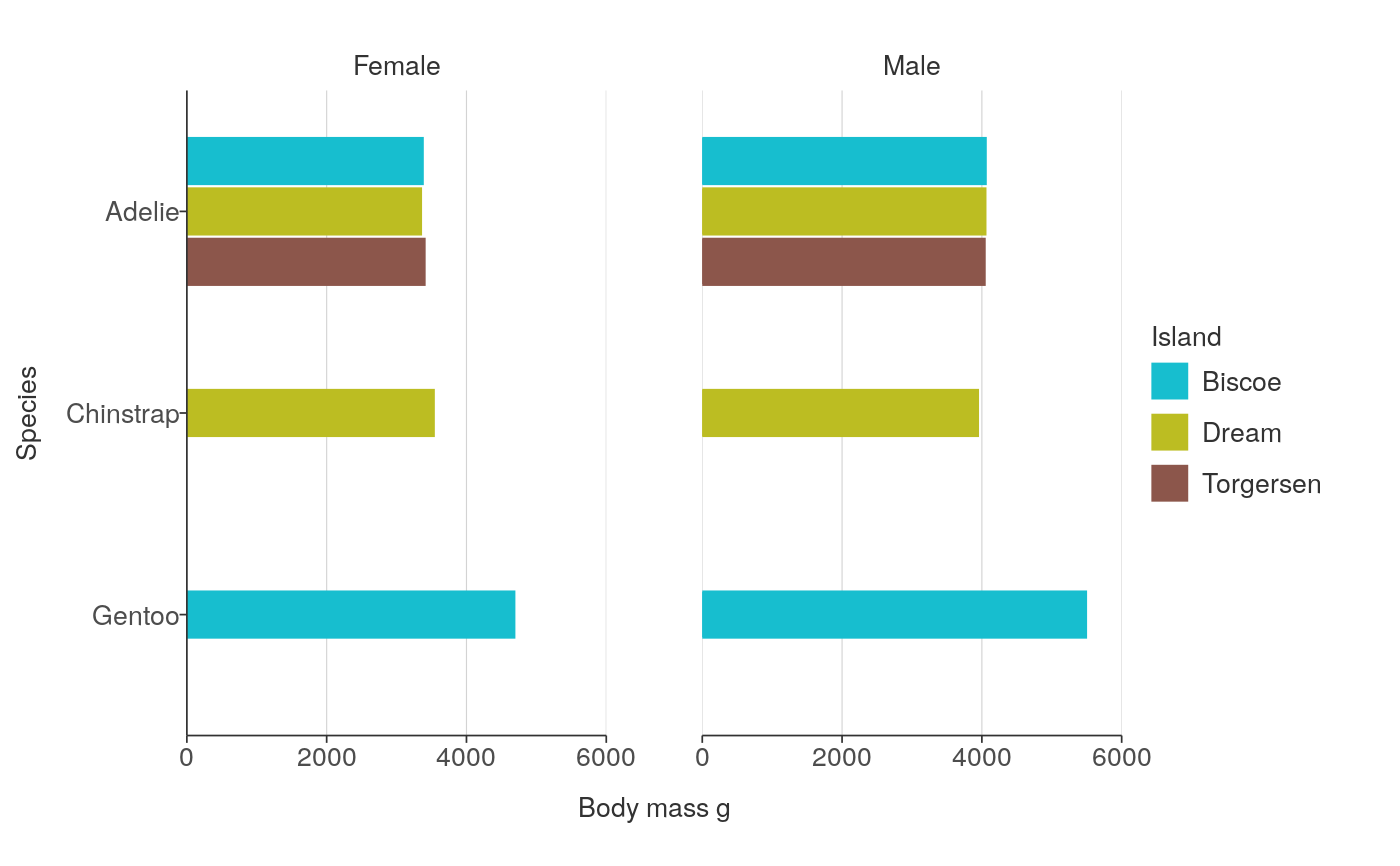 Female
Male
Adelie
Chinstrap
Gentoo
Species
0 2000 4000 6000
0 2000 4000 6000
Body mass g
Island
Biscoe
Dream
Torgersen